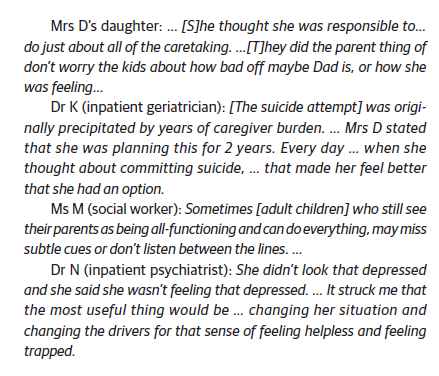 Mrs D’s daughter: ... [S]he thought she was responsible to...
do just about all of the caretaking. ...[T]hey did the parent thing of
don’t worry the kids about how bad off maybe Dad is, or how she
was feeling...
Dr K (inpatient geriatrician): [The suicide attempt] was origi-
nally precipitated by years of caregiver burden. ... Mrs D stated
that she was planning this for 2 years. Every day ... when she
thought about committing suicide, ... that made her feel better
that she had an option.
Ms M (social worker): Sometimes [adult children] who still see
their parents as being all-functioning and can do everything, may miss
subtle cues or don’t listen between the lines. ...
Dr N (inpatient psychiatrist): She didn’t look that depressed
and she said she wasn’t feeling that depressed. ... It struck me that
the most useful thing would be ... changing her situation and
changing the drivers for that sense of feeling helpless and feeling
trapped.